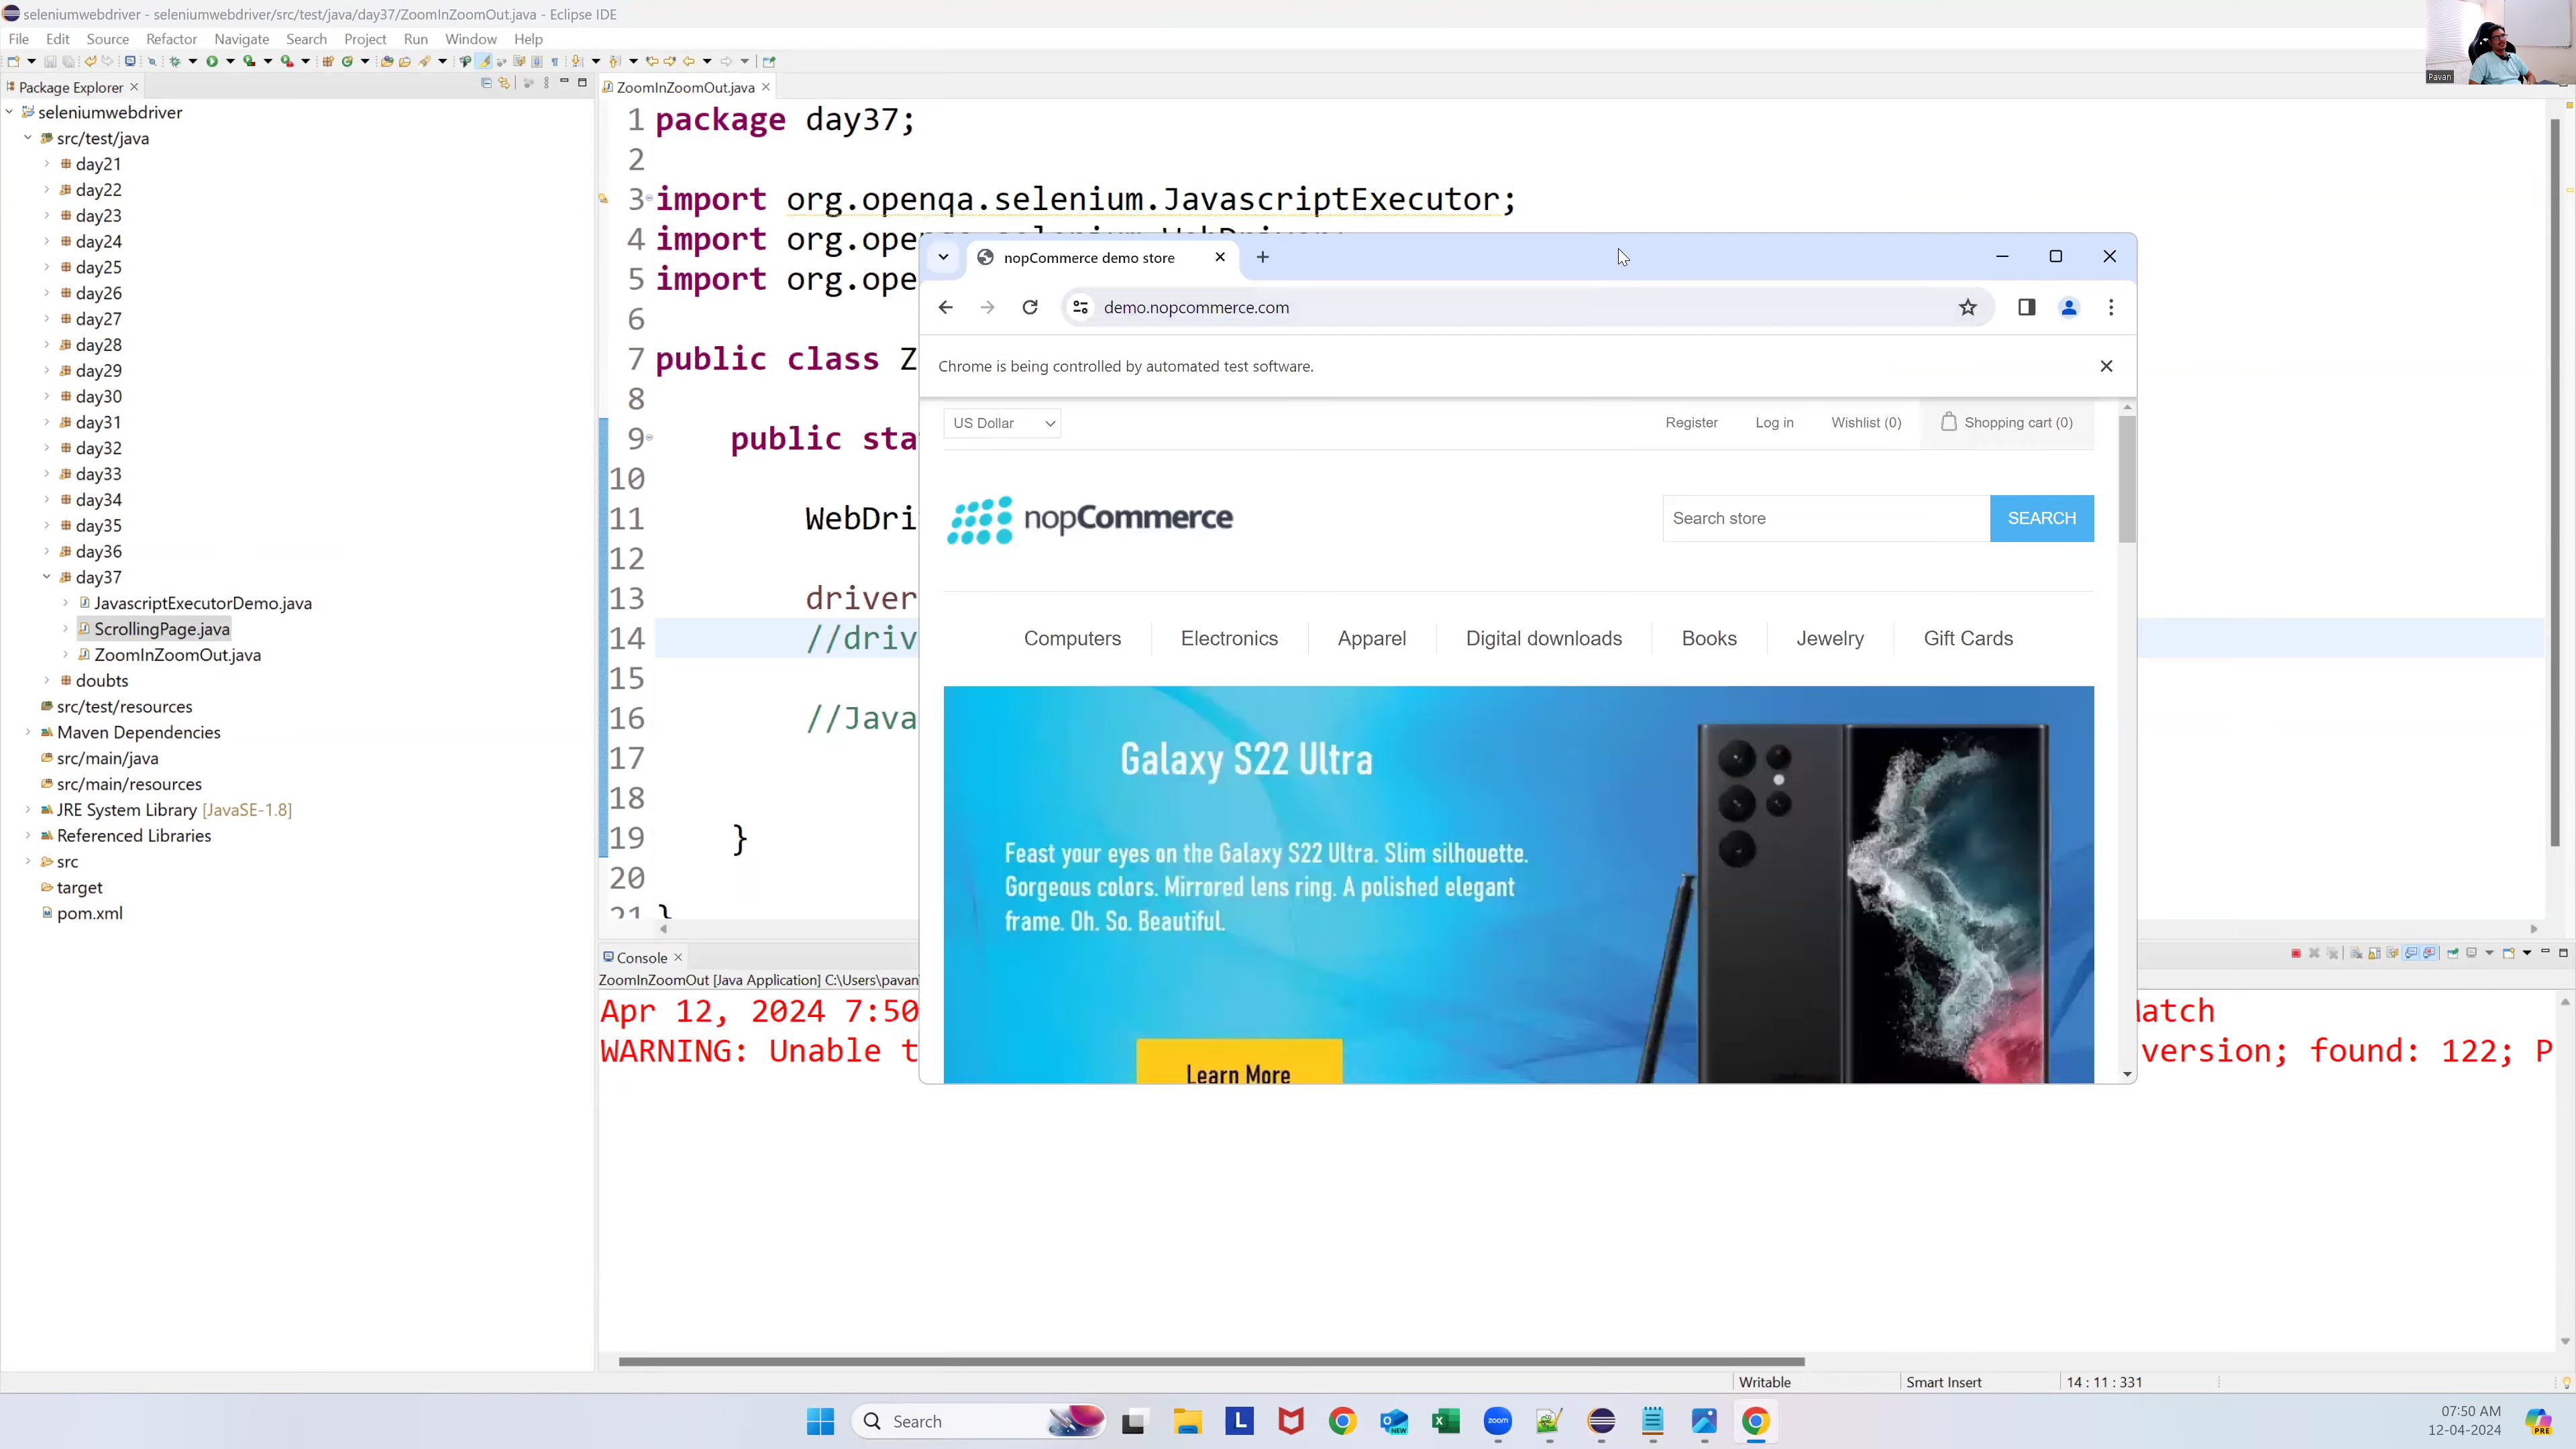 seleniumwebdriver - seleniumwebdriver/src/test/java/day37/ZoomInZoomOut.java - Eclipse IDE
File Edit Source Refactor Navigate Search Project Run Window Help
Pavan
Package Explorer
seleniumwebdriver
src/test/java
day21
day22
day23
day24
day25
day26
day27
day28
day29
day30
day31
day32
day33
day34
day35
day36
day37
JavascriptExecutorDemo.java
ScrollingPage.java
ZoomInZoomOut.java
doubts
src/test/resources
Maven Dependencies
src/main/java
src/main/resources
JRE System Library [JavaSE-1.8]
Referenced Libraries
src
target
pom.xml
ZoomInZoomOut.java
1 package day37;
2
3 import org.openqa.selenium.JavascriptExecutor;
4 import org.openqa.selenium.WebDriver;
5 import org.ope
6
7 public class Z
8
9 public sta
10
11 WebDri
12
13 driver
14 //driv
15
16 //Java
17
18
19 }
20
21 }
nopCommerce demo store
demo.nopcommerce.com
Chrome is being controlled by automated test software.
US Dollar Register Log in Wishlist (0) Shopping cart (0)
nopCommerce Search store SEARCH
Computers Electronics Apparel Digital downloads Books Jewelry Gift Cards
Galaxy S22 Ultra
Feast your eyes on the Galaxy S22 Ultra. Slim silhouette.
Gorgeous colors. Mirrored lens ring. A polished elegant
frame. Oh. So. Beautiful.
Learn More
Console
ZoomInZoomOut [Java Application] C:\Users\pavan
Apr 12, 2024 7:50 Match
WARNING: Unable t version; found: 122; P
Writable Smart Insert 14 : 11 : 331
Search
L
NEW
zoom
07:50 AM
12-04-2024
PRE